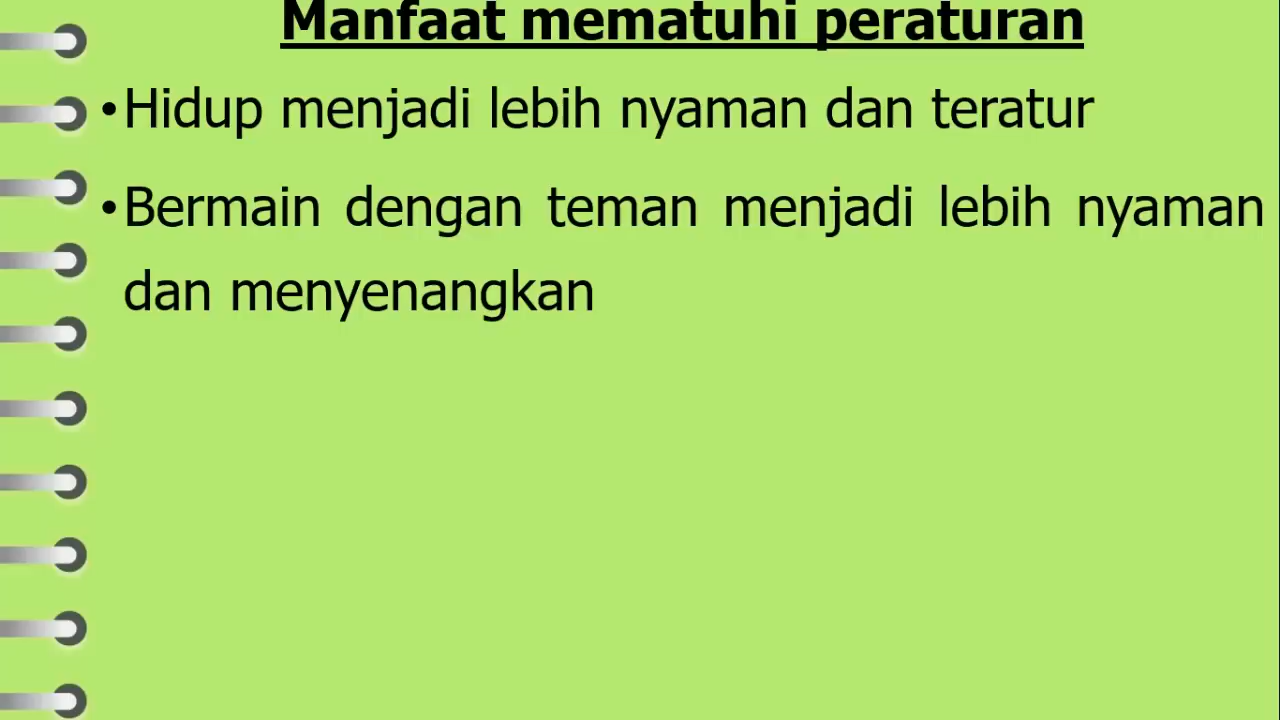 Manfaat mematuhi peraturan
•Hidup menjadi lebih nyaman dan teratur
•Bermain dengan teman menjadi lebih nyaman
dan menyenangkan